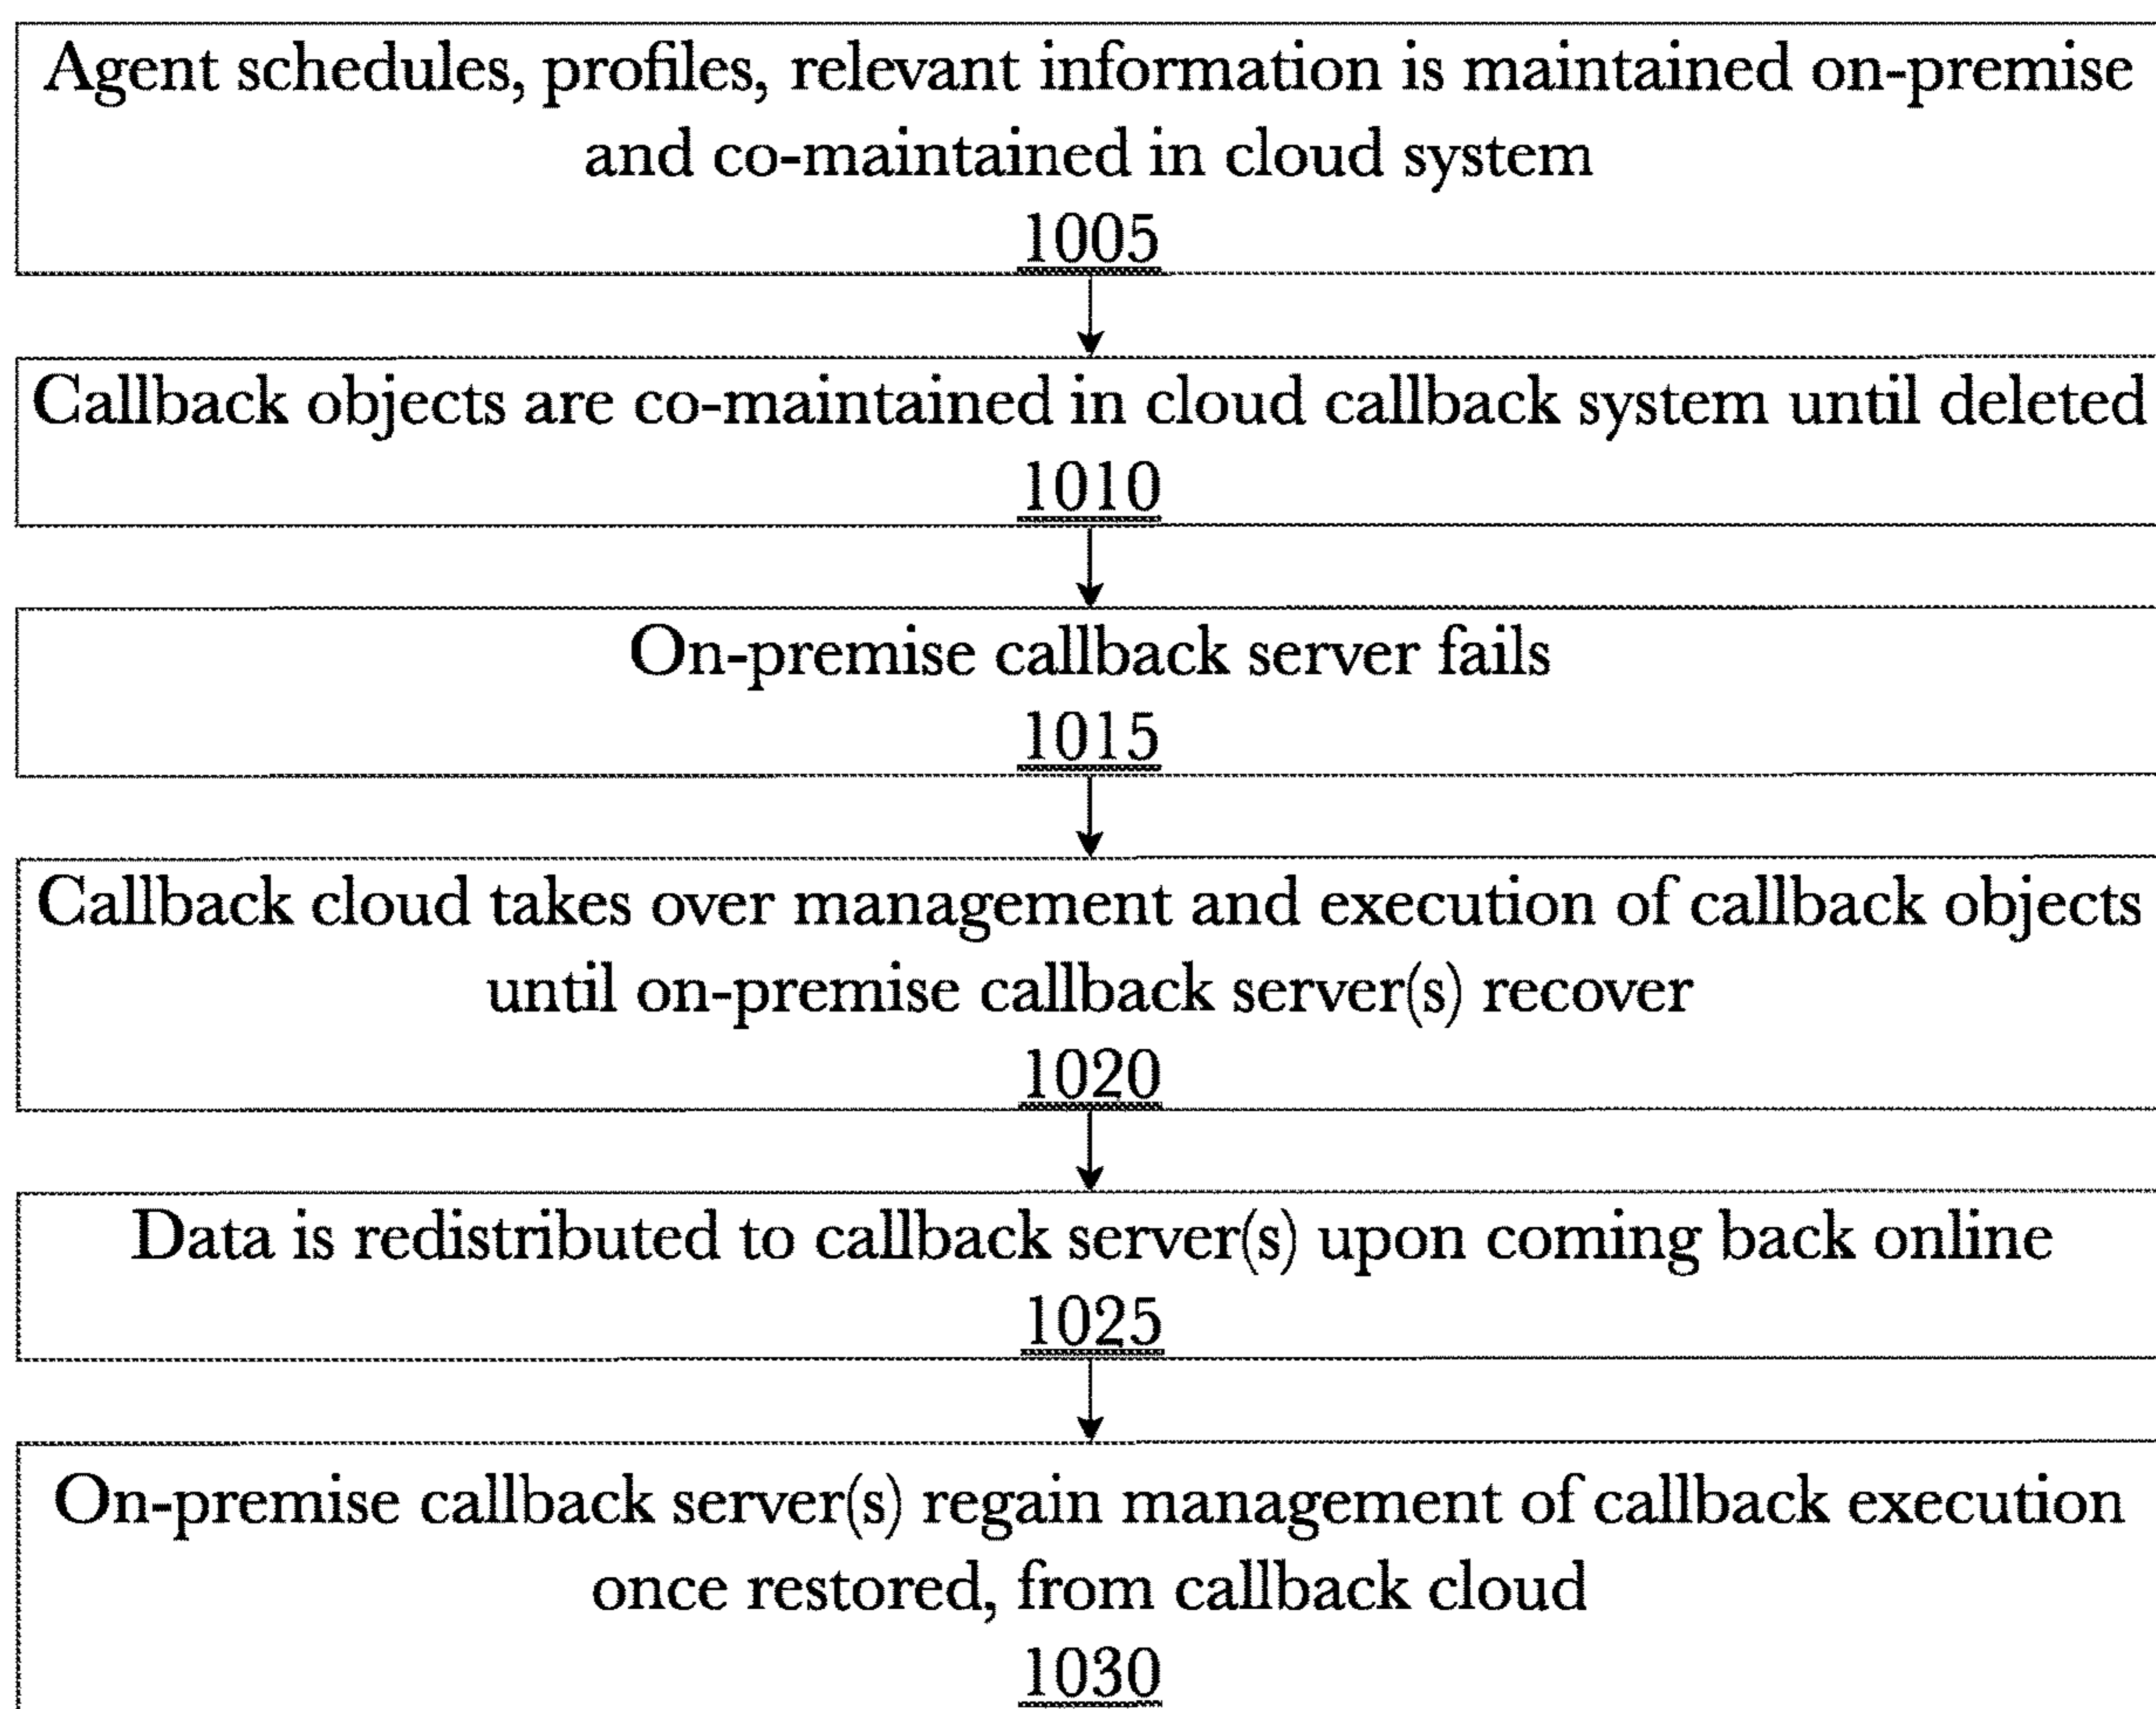 Agent schedules, profiles, relevant information is maintained on-premise
and co-maintained in cloud system
1005
Callback objects are co-maintained in cloud callback system until deleted
1010
On-premise callback server fails
1015
Callback cloud takes over management and execution of callback objects
until on-premise callback server(s) recover
1020
Data is redistributed to callback server(s) upon coming back online
1025
On-premise callback server(s) regain management of callback execution
once restored, from callback cloud
1030